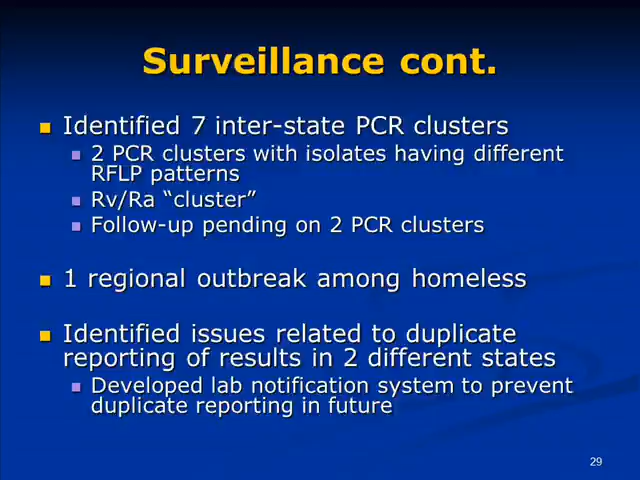 Surveillance cont.
Identified 7 inter-state PCR clusters
2 PCR clusters with isolates having different
RFLP patterns
Rv/Ra “cluster”
Follow-up pending on 2 PCR clusters
1 regional outbreak among homeless
Identified issues related to duplicate
reporting of results in 2 different states
Developed lab notification system to prevent
duplicate reporting in future
29